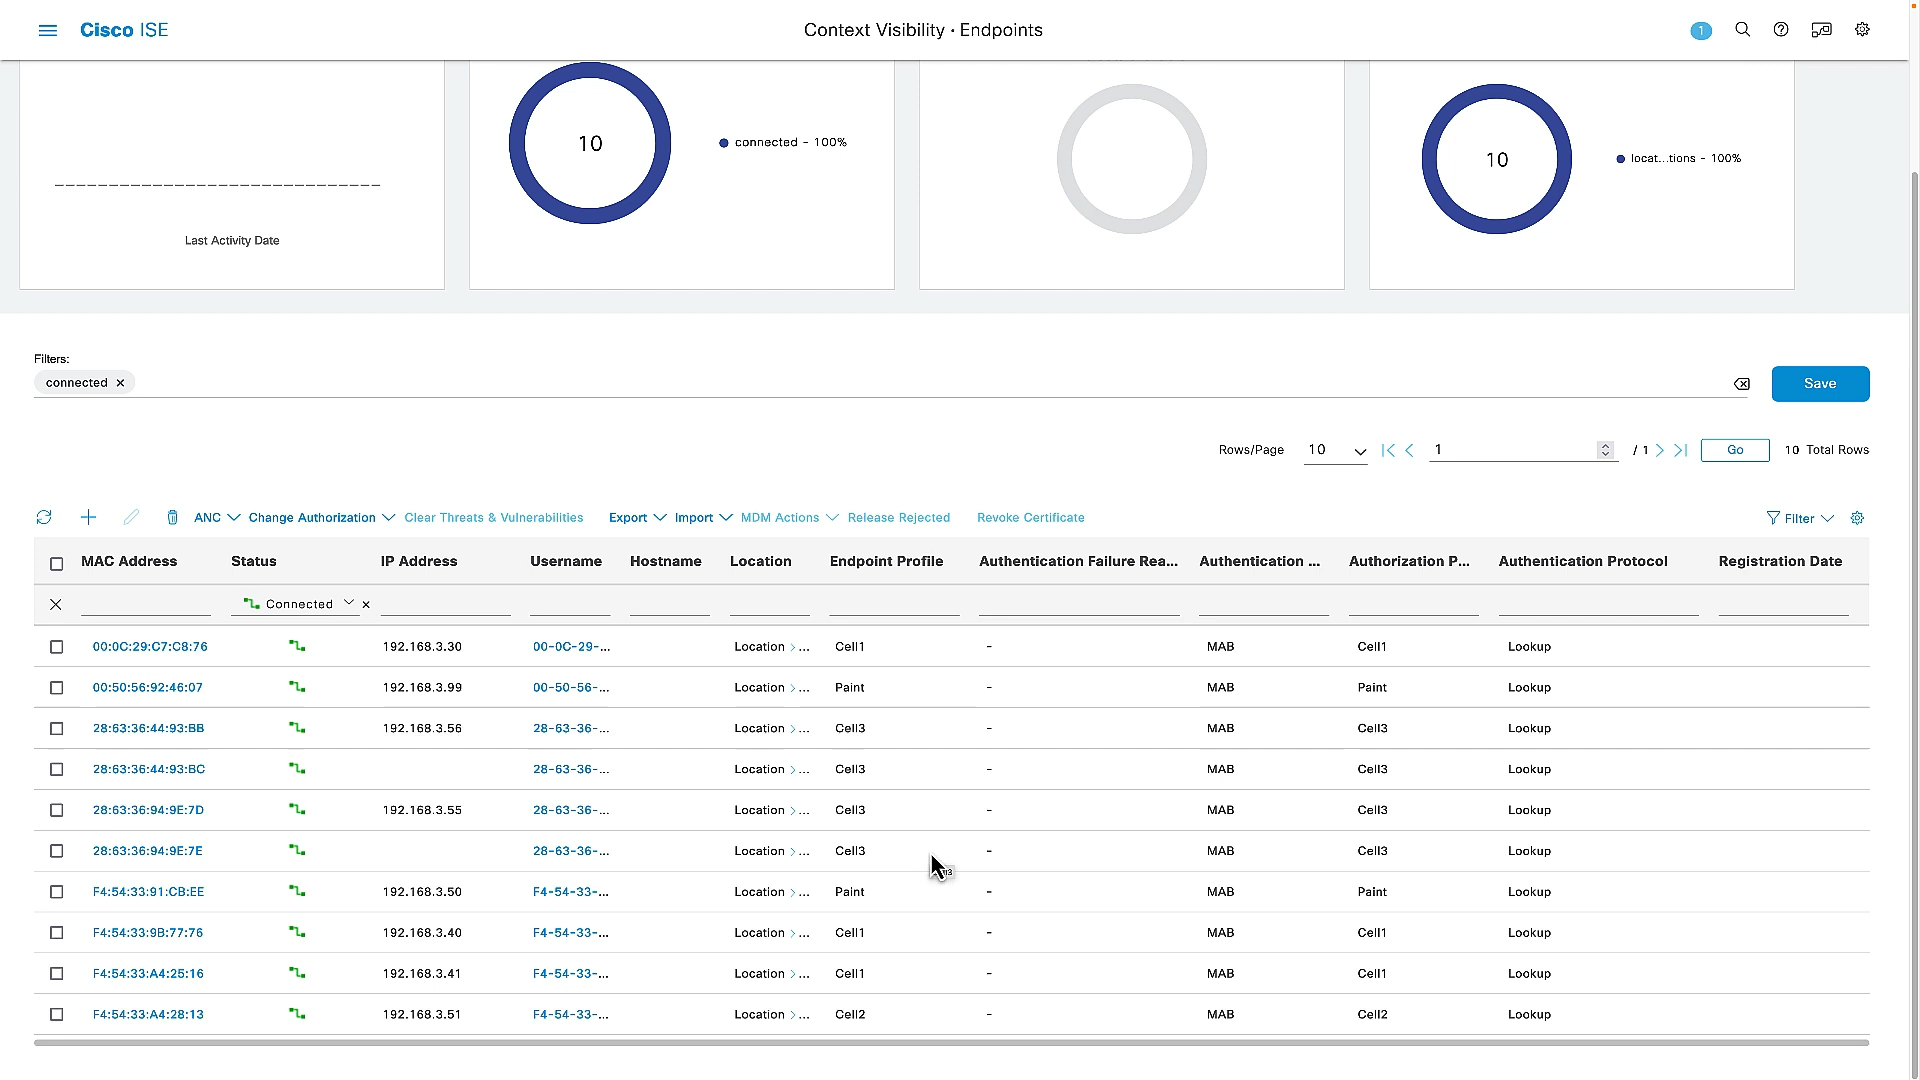 Cisco ISE
Context Visibility · Endpoints
1
10
connected - 100%
10
locat...tions - 100%
Last Activity Date
Filters:
connected ×
Save
Rows/Page 10 1 / 1 Go 10 Total Rows
ANC Change Authorization Clear Threats & Vulnerabilities Export Import MDM Actions Release Rejected Revoke Certificate Filter
MAC Address Status IP Address Username Hostname Location Endpoint Profile Authentication Failure Rea... Authentication ... Authorization P... Authentication Protocol Registration Date
Connected ×
00:0C:29:C7:C8:76 192.168.3.30 00-0C-29-... Location > ... Cell1 - MAB Cell1 Lookup
00:50:56:92:46:07 192.168.3.99 00-50-56-... Location > ... Paint - MAB Paint Lookup
28:63:36:44:93:BB 192.168.3.56 28-63-36-... Location > ... Cell3 - MAB Cell3 Lookup
28:63:36:44:93:BC 28-63-36-... Location > ... Cell3 - MAB Cell3 Lookup
28:63:36:94:9E:7D 192.168.3.55 28-63-36-... Location > ... Cell3 - MAB Cell3 Lookup
28:63:36:94:9E:7E 28-63-36-... Location > ... Cell3 - MAB Cell3 Lookup
F4:54:33:91:CB:EE 192.168.3.50 F4-54-33-... Location > ... Paint - MAB Paint Lookup
F4:54:33:9B:77:76 192.168.3.40 F4-54-33-... Location > ... Cell1 - MAB Cell1 Lookup
F4:54:33:A4:25:16 192.168.3.41 F4-54-33-... Location > ... Cell1 - MAB Cell1 Lookup
F4:54:33:A4:28:13 192.168.3.51 F4-54-33-... Location > ... Cell2 - MAB Cell2 Lookup